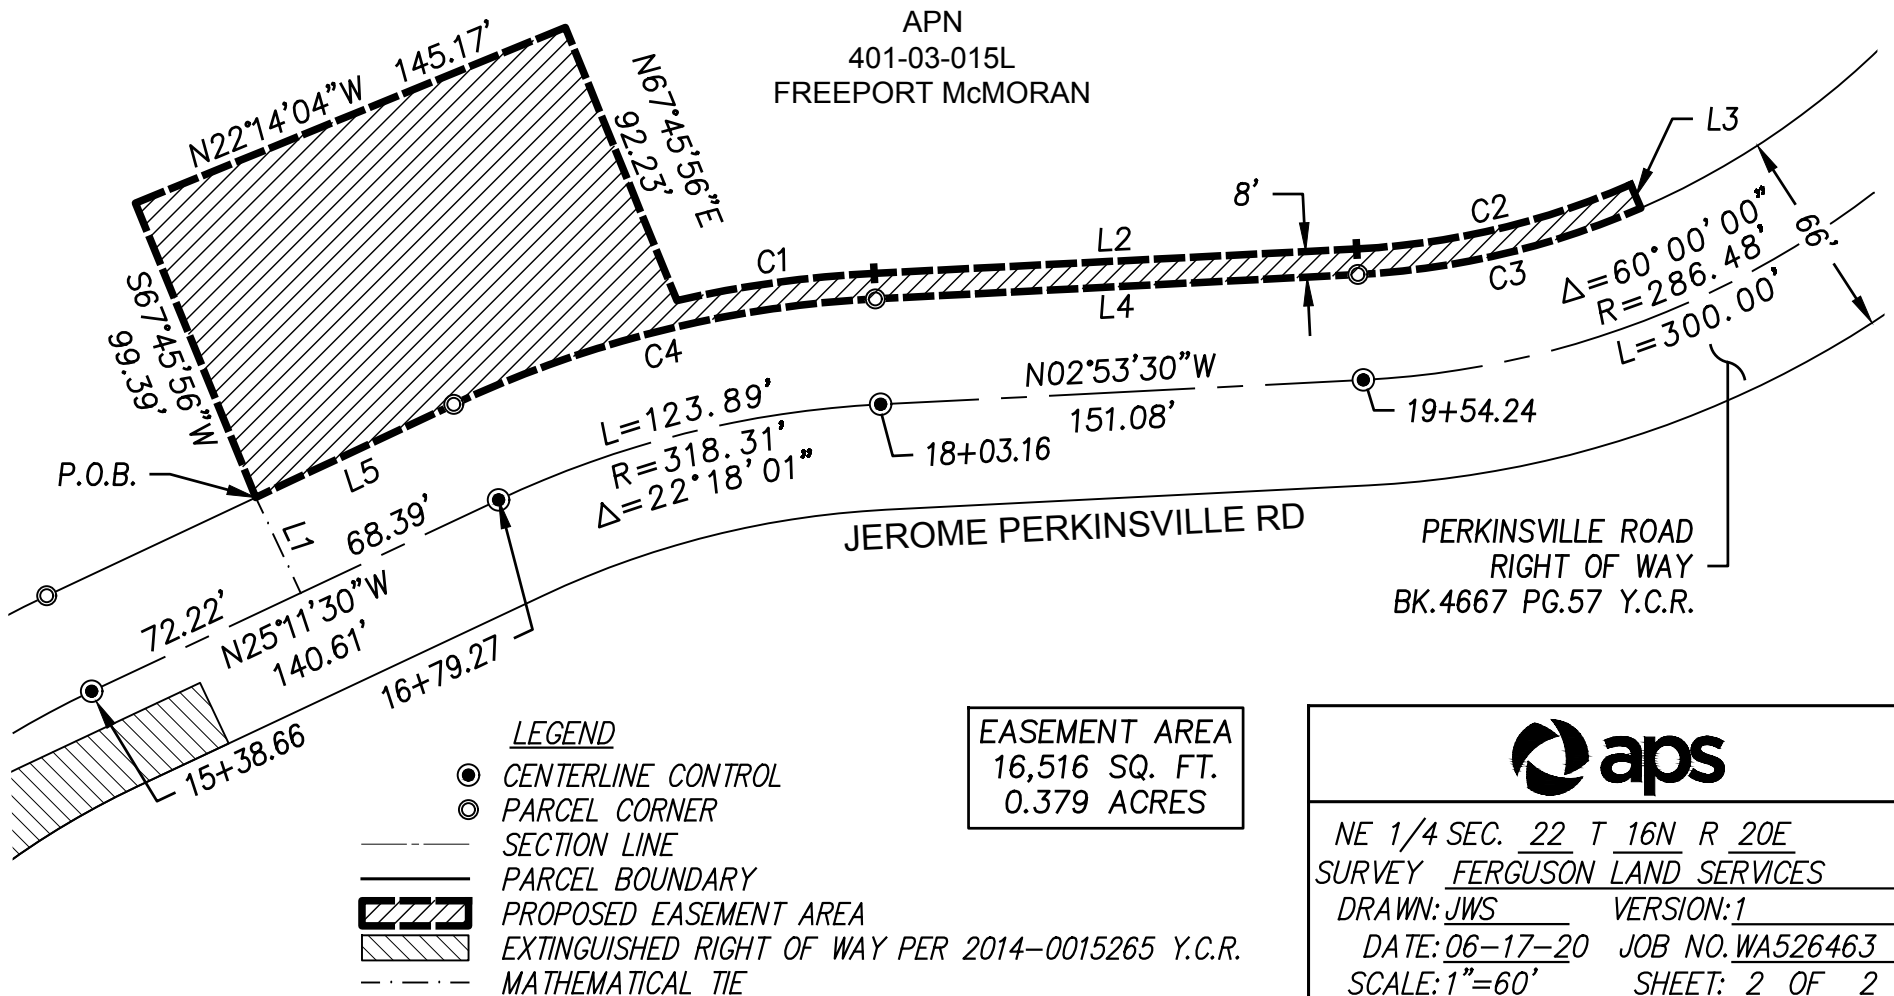 APN
401-03-015L
FREEPORT McMORAN
145.17'
N22°14'04"W
N67°45'56"E
92.23'
S67°45'56"W
99.39'
P.O.B.
L5
L1
C1
C4
L2
L4
8'
C2
C3
L3
66'
Δ=60°00'00"
R=286.48'
L=300.00'
N02°53'30"W
151.08'
19+54.24
18+03.16
L=123.89'
R=318.31'
Δ=22°18'01"
68.39'
72.22'
N25°11'30"W
140.61'
16+79.27
15+38.66
JEROME PERKINSVILLE RD
PERKINSVILLE ROAD
RIGHT OF WAY
BK.4667 PG.57 Y.C.R.
LEGEND
CENTERLINE CONTROL
PARCEL CORNER
SECTION LINE
PARCEL BOUNDARY
PROPOSED EASEMENT AREA
EXTINGUISHED RIGHT OF WAY PER 2014-0015265 Y.C.R.
MATHEMATICAL TIE
EASEMENT AREA
16,516 SQ. FT.
0.379 ACRES
aps
NE 1/4 SEC. 22 T 16N R 20E
SURVEY FERGUSON LAND SERVICES
DRAWN: JWS VERSION: 1
DATE: 06-17-20 JOB NO. WA526463
SCALE: 1"=60' SHEET: 2 OF 2